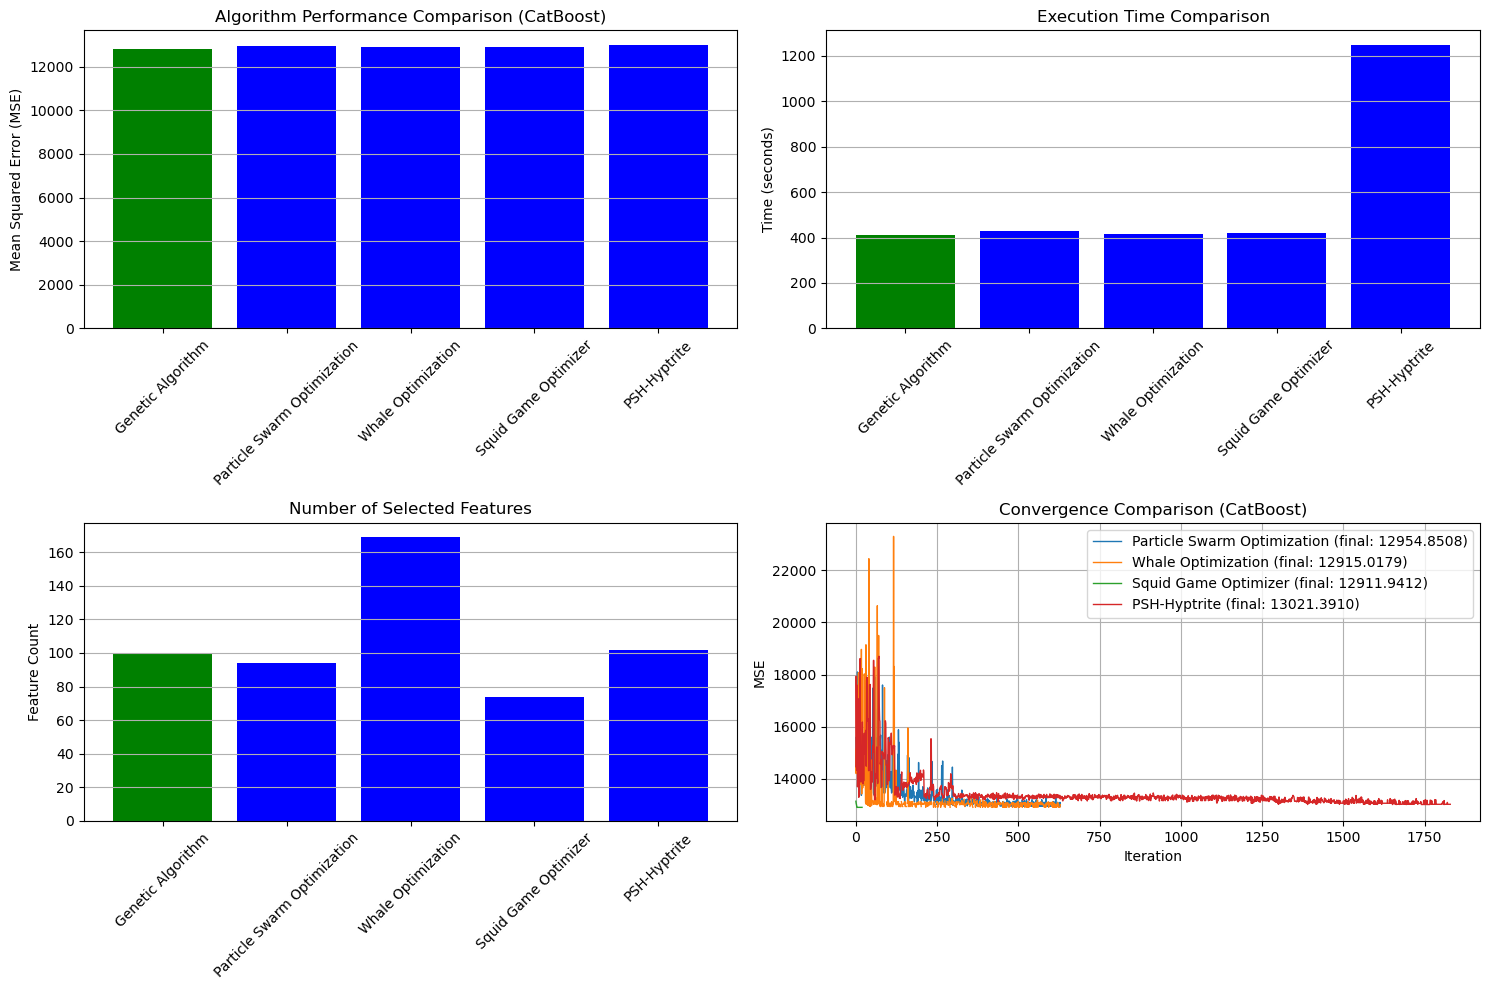 Algorithm Performance Comparison (CatBoost)
Mean Squared Error (MSE)
12000
10000
8000
6000
4000
2000
0
Genetic Algorithm
Particle Swarm Optimization
Whale Optimization
Squid Game Optimizer
PSH-Hyptrite
Execution Time Comparison
Time (seconds)
1200
1000
800
600
400
200
0
Genetic Algorithm
Particle Swarm Optimization
Whale Optimization
Squid Game Optimizer
PSH-Hyptrite
Number of Selected Features
Feature Count
160
140
120
100
80
60
40
20
0
Genetic Algorithm
Particle Swarm Optimization
Whale Optimization
Squid Game Optimizer
PSH-Hyptrite
Convergence Comparison (CatBoost)
Particle Swarm Optimization (final: 12954.8508)
Whale Optimization (final: 12915.0179)
Squid Game Optimizer (final: 12911.9412)
PSH-Hyptrite (final: 13021.3910)
MSE
22000
20000
18000
16000
14000
0 250 500 750 1000 1250 1500 1750
Iteration